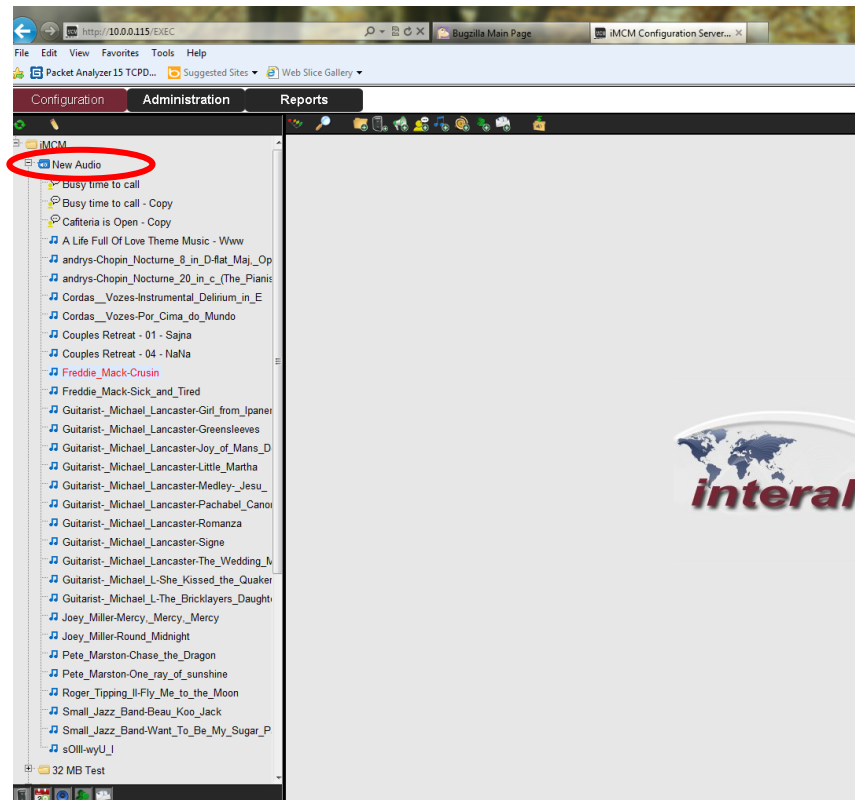 http://10.0.0.115/EXEC
Bugzilla Main Page
iMCM Configuration Server...
File Edit View Favorites Tools Help
Packet Analyzer 15 TCPD... Suggested Sites Web Slice Gallery
Configuration Administration Reports
iMCM
New Audio
Busy time to call
Busy time to call - Copy
Cafiteria is Open - Copy
A Life Full Of Love Theme Music - Www
andrys-Chopin_Nocturne_8_in_D-flat_Maj,_Op
andrys-Chopin_Nocturne_20_in_c_(The_Pianis
Cordas__Vozes-Instrumental_Delirium_in_E
Cordas__Vozes-Por_Cima_do_Mundo
Couples Retreat - 01 - Sajna
Couples Retreat - 04 - NaNa
Freddie_Mack-Crusin
Freddie_Mack-Sick_and_Tired
Guitarist-_Michael_Lancaster-Girl_from_Ipaner
Guitarist-_Michael_Lancaster-Greensleeves
Guitarist-_Michael_Lancaster-Joy_of_Mans_D
Guitarist-_Michael_Lancaster-Little_Martha
Guitarist-_Michael_Lancaster-Medley-_Jesu_
Guitarist-_Michael_Lancaster-Pachabel_Canon
Guitarist-_Michael_Lancaster-Romanza
Guitarist-_Michael_Lancaster-Signe
Guitarist-_Michael_Lancaster-The_Wedding_M
Guitarist-_Michael_L-She_Kissed_the_Quaker
Guitarist-_Michael_L-The_Bricklayers_Daught
Joey_Miller-Mercy,_Mercy,_Mercy
Joey_Miller-Round_Midnight
Pete_Marston-Chase_the_Dragon
Pete_Marston-One_ray_of_sunshine
Roger_Tipping_II-Fly_Me_to_the_Moon
Small_Jazz_Band-Beau_Koo_Jack
Small_Jazz_Band-Want_To_Be_My_Sugar_P
sOlll-wyU_I
32 MB Test
interal